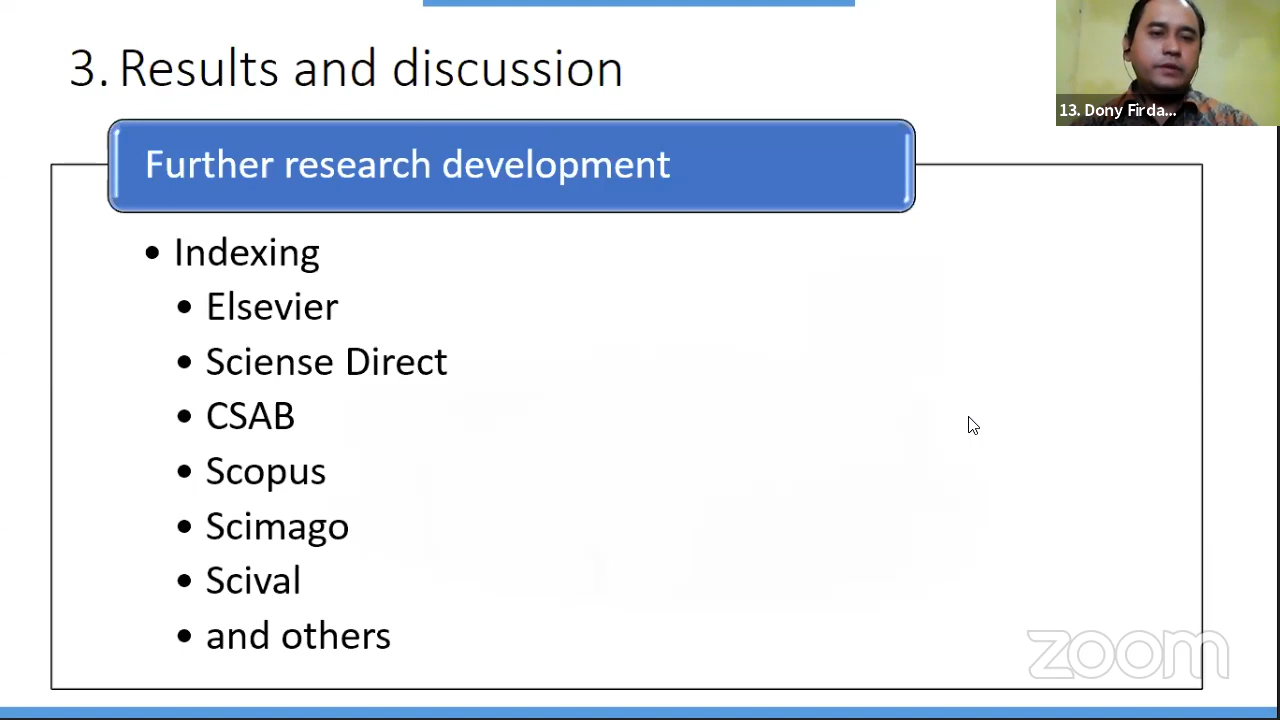 3. Results and discussion
13. Dony Firda...
Further research development
• Indexing
• Elsevier
• Sciense Direct
• CSAB
• Scopus
• Scimago
• Scival
• and others
zoom